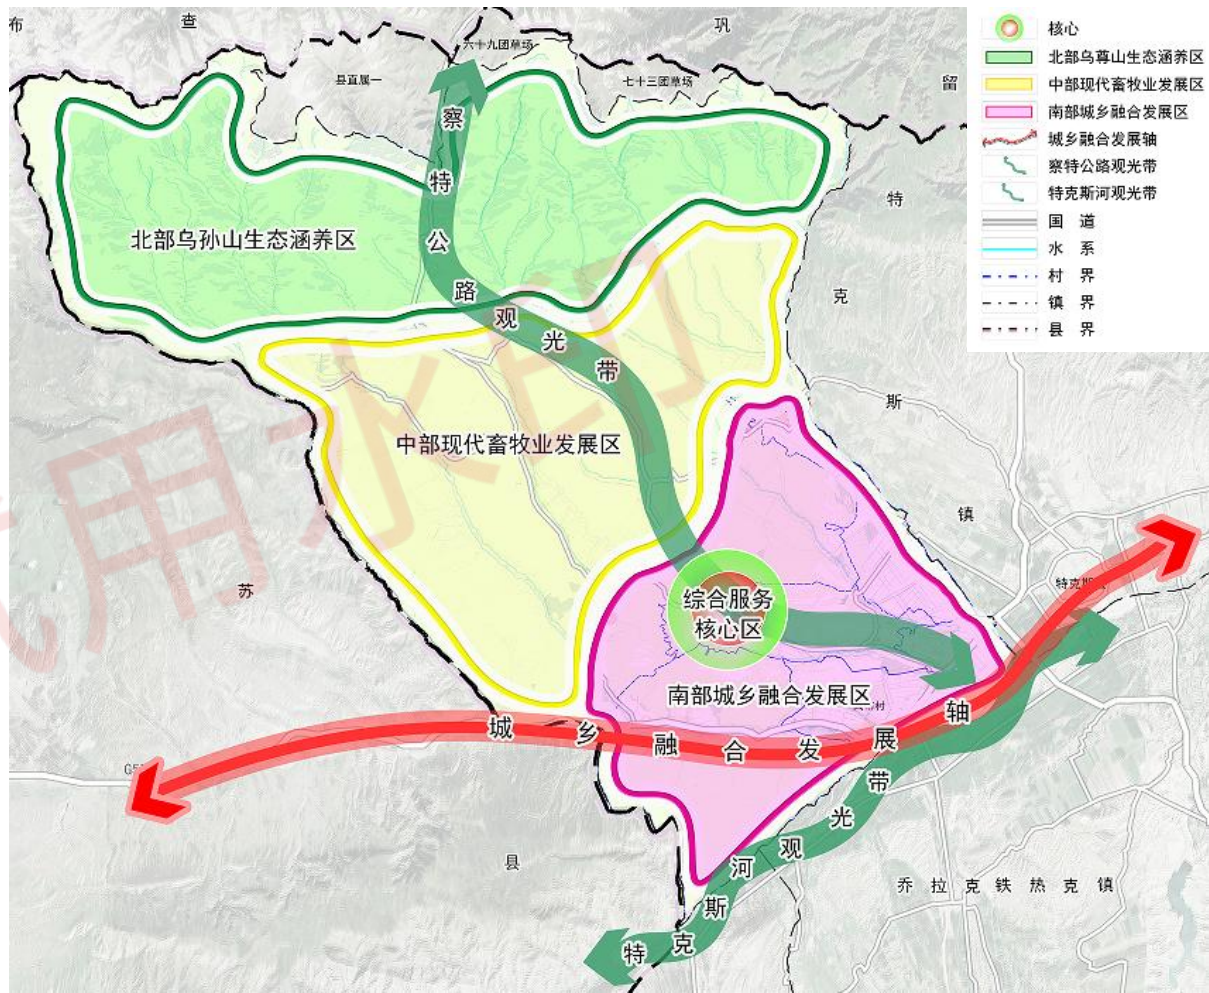 布 查 巩 留
六十九团草场
县直属一
七十三团草场
核心
北部乌尊山生态涵养区
中部现代畜牧业发展区
南部城乡融合发展区
城乡融合发展轴
察特公路观光带
特克斯河观光带
国 道
水 系
村 界
镇 界
县 界
察特公路观光带
北部乌孙山生态涵养区
特克斯镇
中部现代畜牧业发展区
苏
县
综合服务
核心区
南部城乡融合发展区
城乡融合发展轴
特克斯河观光带
乔拉克铁热克镇
用水印